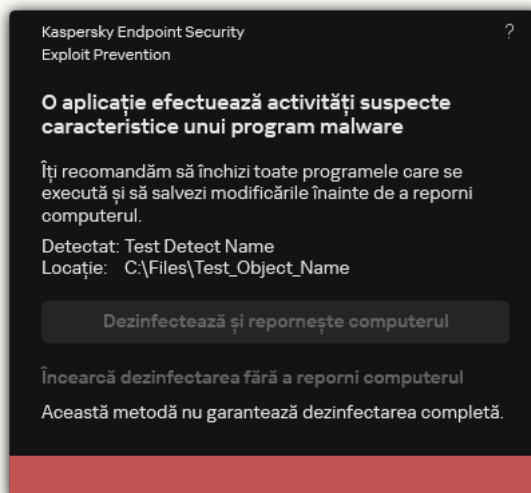 Kaspersky Endpoint Security
?
Exploit Prevention
O aplicație efectuează activități suspecte
caracteristice unui program malware
Îți recomandăm să închizi toate programele care se
execută și să salvezi modificările înainte de a reporni
computerul.
Detectat: Test Detect Name
Locație: C:\Files\Test_Object_Name
Dezinfectează și repornește computerul
Încearcă dezinfectarea fără a reporni computerul
Această metodă nu garantează dezinfectarea completă.